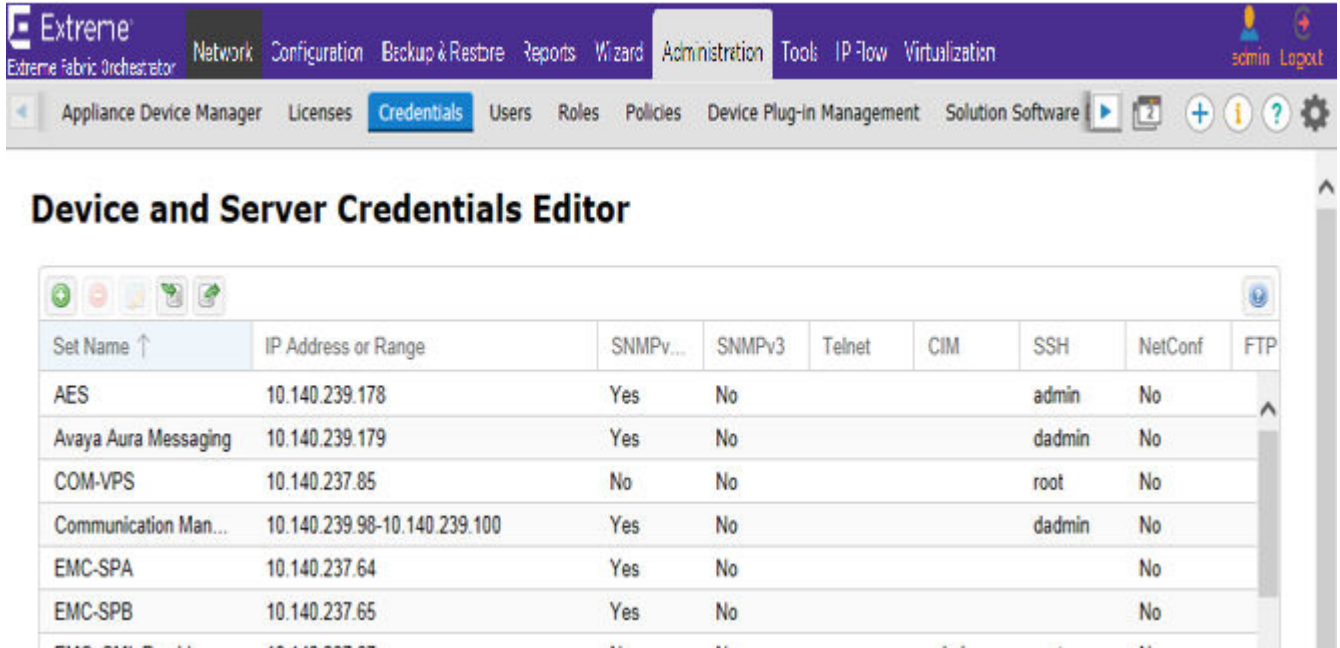 Extreme
Extreme Fabric Orchestrator
Network Configuration Backup & Restore Reports Wizard Administration Tools IP Flow Virtualization
admin Logout
Appliance Device Manager Licenses Credentials Users Roles Policies Device Plug-in Management Solution Software
2
Device and Server Credentials Editor
Set Name ↑ IP Address or Range SNMPv... SNMPv3 Telnet CIM SSH NetConf FTP
AES 10.140.239.178 Yes No admin No
Avaya Aura Messaging 10.140.239.179 Yes No dadmin No
COM-VPS 10.140.237.85 No No root No
Communication Man... 10.140.239.98-10.140.239.100 Yes No dadmin No
EMC-SPA 10.140.237.64 Yes No No
EMC-SPB 10.140.237.65 Yes No No